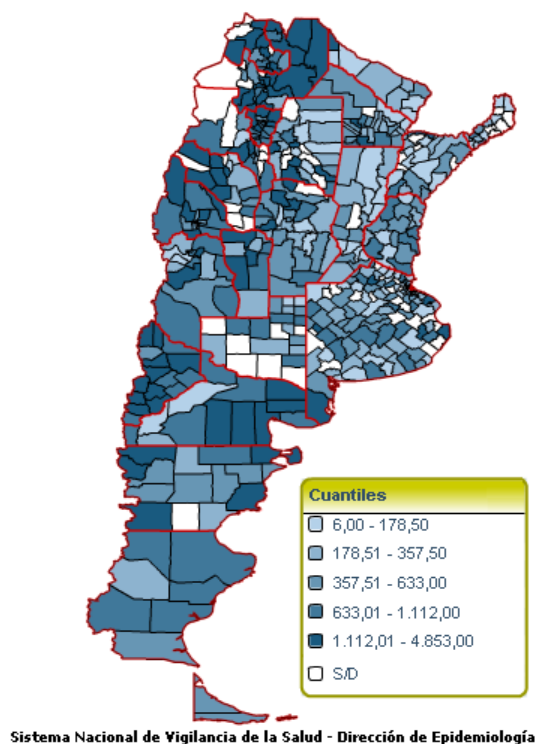 Cuantiles
6,00 - 178,50
178,51 - 357,50
357,51 - 633,00
633,01 - 1.112,00
1.112,01 - 4.853,00
S/D
Sistema Nacional de Vigilancia de la Salud - Dirección de Epidemiología